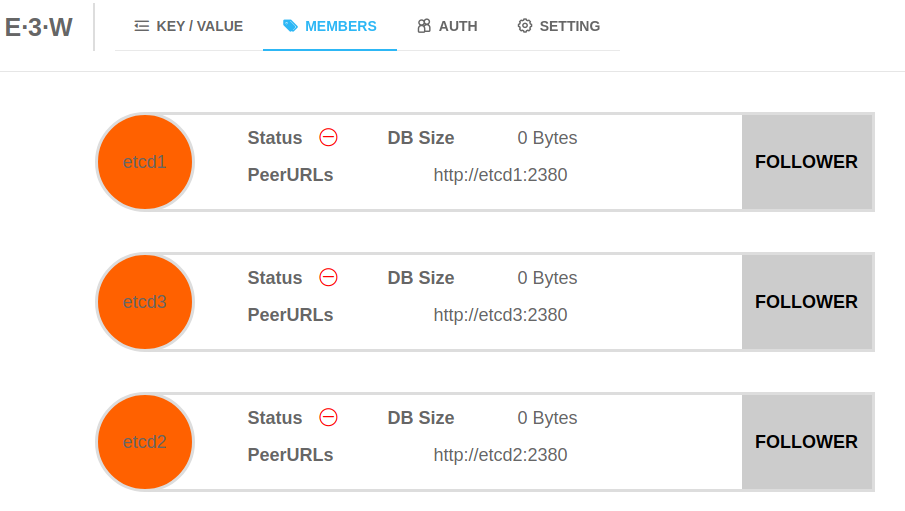 E·3·W KEY / VALUE MEMBERS AUTH SETTING
etcd1 Status DB Size 0 Bytes FOLLOWER
PeerURLs http://etcd1:2380
etcd3 Status DB Size 0 Bytes FOLLOWER
PeerURLs http://etcd3:2380
etcd2 Status DB Size 0 Bytes FOLLOWER
PeerURLs http://etcd2:2380